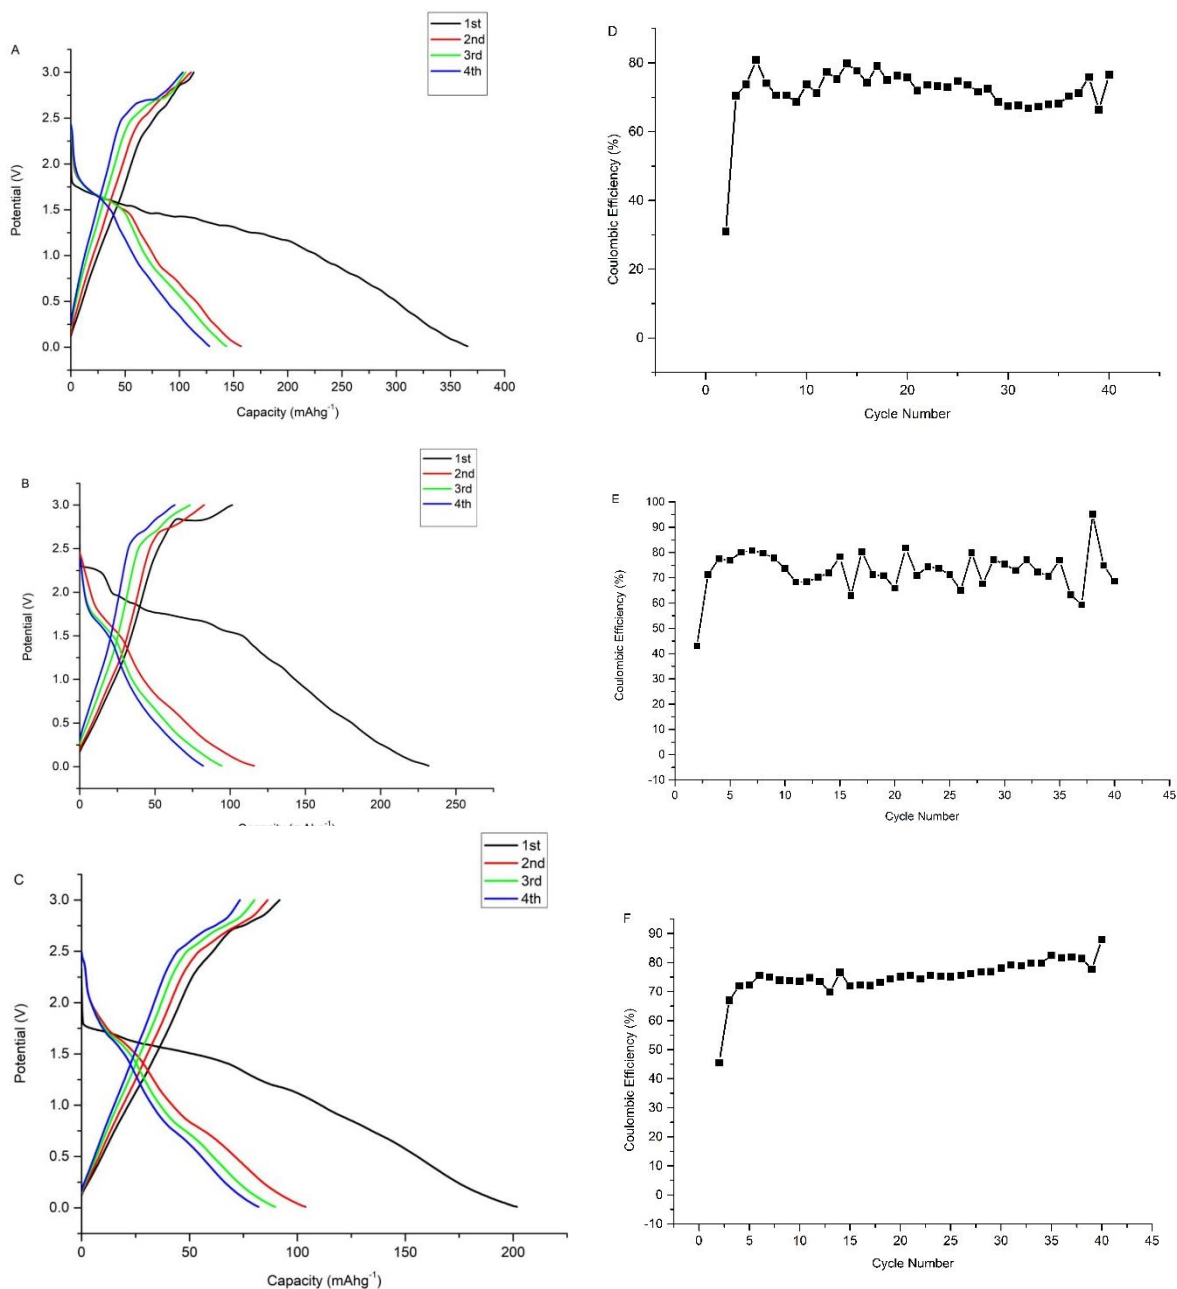 A
1st
2nd
3rd
4th
3.0
2.5
2.0
1.5
1.0
0.5
0.0
Potential (V)
0 50 100 150 200 250 300 350 400
Capacity (mAhg⁻¹)
D
80
60
40
20
0
Coulombic Efficiency (%)
0 10 20 30 40
Cycle Number
B
1st
2nd
3rd
4th
3.0
2.5
2.0
1.5
1.0
0.5
0.0
Potential (V)
0 50 100 150 200 250
Capacity (mAhg⁻¹)
E
100
90
80
70
60
50
40
30
20
10
0
-10
Coulombic Efficiency (%)
0 5 10 15 20 25 30 35 40 45
Cycle Number
C
1st
2nd
3rd
4th
3.0
2.5
2.0
1.5
1.0
0.5
0.0
Potential (V)
0 50 100 150 200
Capacity (mAhg⁻¹)
F
90
80
70
60
50
40
30
20
10
0
-10
Coulombic Efficiency (%)
0 5 10 15 20 25 30 35 40 45
Cycle Number